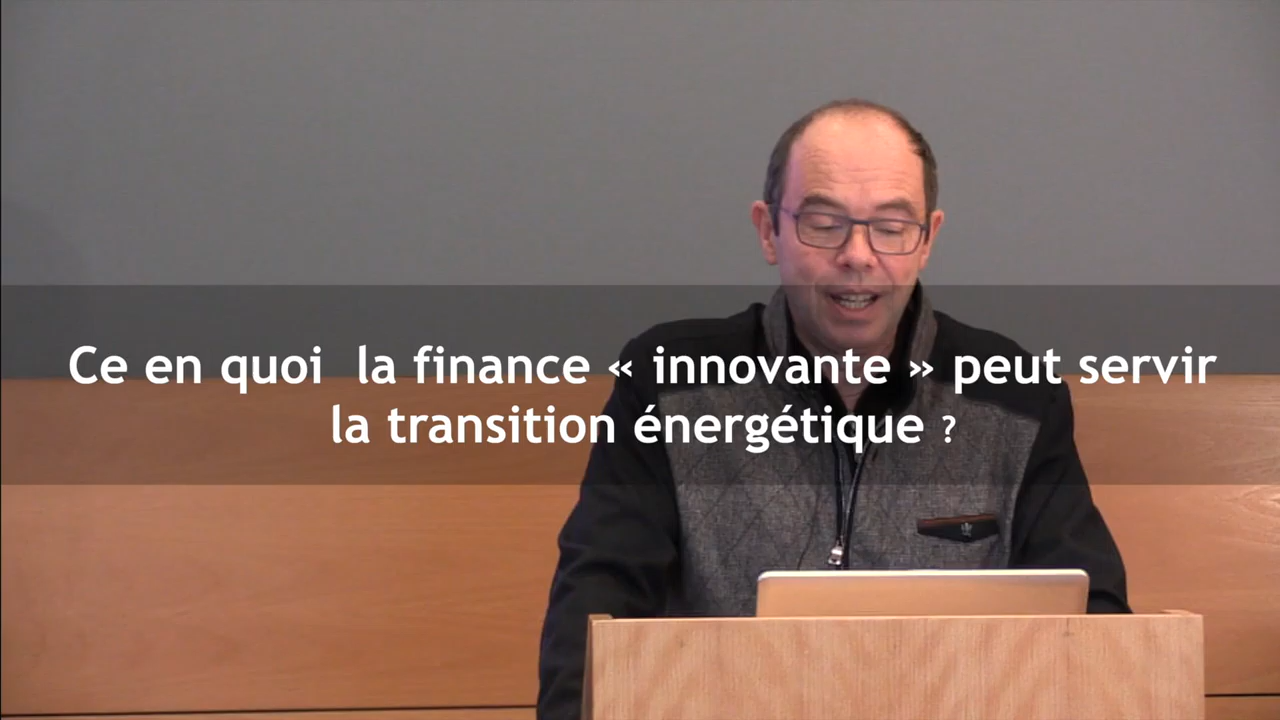 Ce en quoi  la finance « innovante » peut servir
la transition énergétique ?